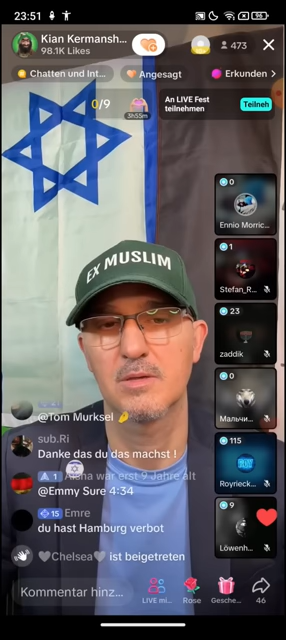 23:51
96
Kian Kermansh...
98.1K Likes
473
Chatten und Int...
Angesagt
Erkunden
0/9
3h55m
An LIVE Fest
teilnehmen
Teilneh
EX MUSLIM
0
Ennio Morric...
1
Stefan_R...
23
zaddik
0
Мальчи...
115
Royrieck...
9
Löwenh...
@Tom Murksel
sub.Ri
Danke das du das machst !
1
Aisha war erst 9 Jahre alt
@Emmy Sure 4:34
15 Emre
du hast Hamburg verbot
Chelsea ist beigetreten
Kommentar hinz...
LIVE mi...
Rose
Gesche...
46